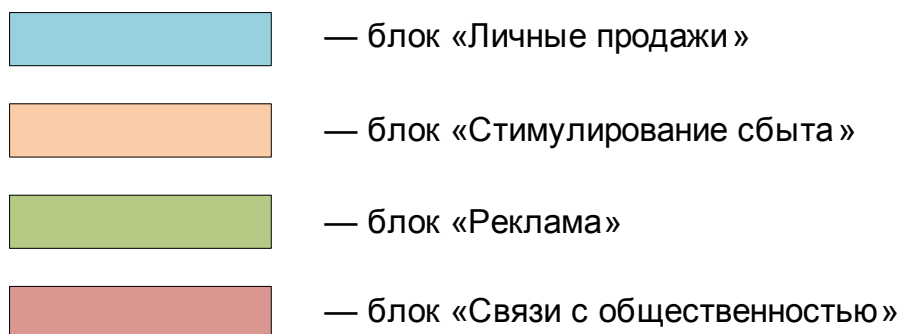 — блок «Личные продажи»
— блок «Стимулирование сбыта»
— блок «Реклама»
— блок «Связи с общественностью»